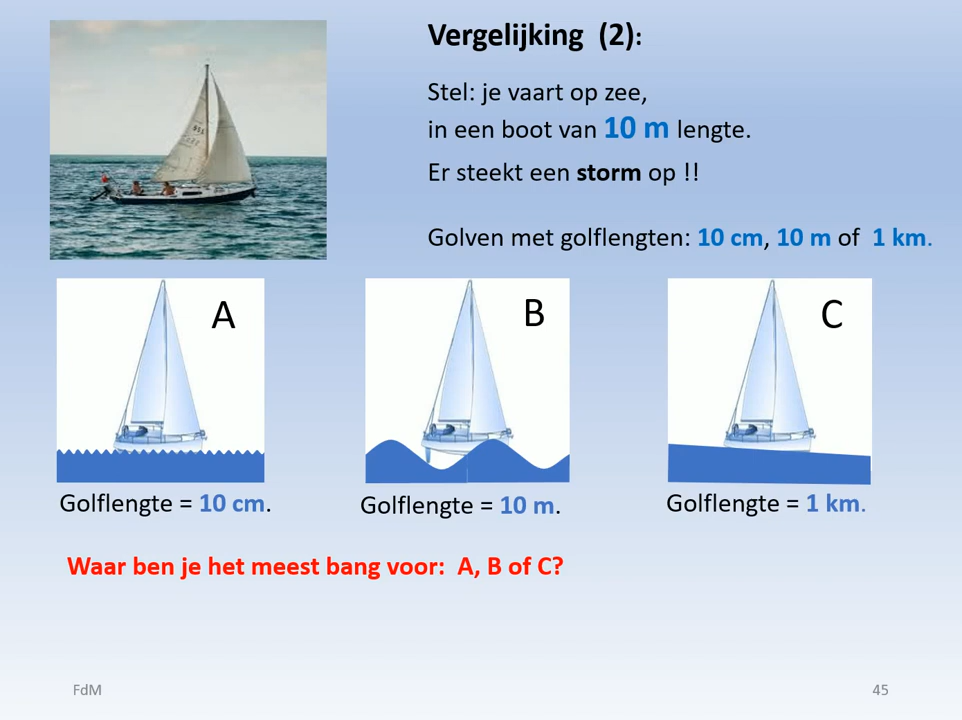 Vergelijking (2):
Stel: je vaart op zee,
in een boot van 10 m lengte.
Er steekt een storm op !!
Golven met golflengten: 10 cm, 10 m of 1 km.
A
B
C
Golflengte = 10 cm.
Golflengte = 10 m.
Golflengte = 1 km.
Waar ben je het meest bang voor: A, B of C?
FdM
45